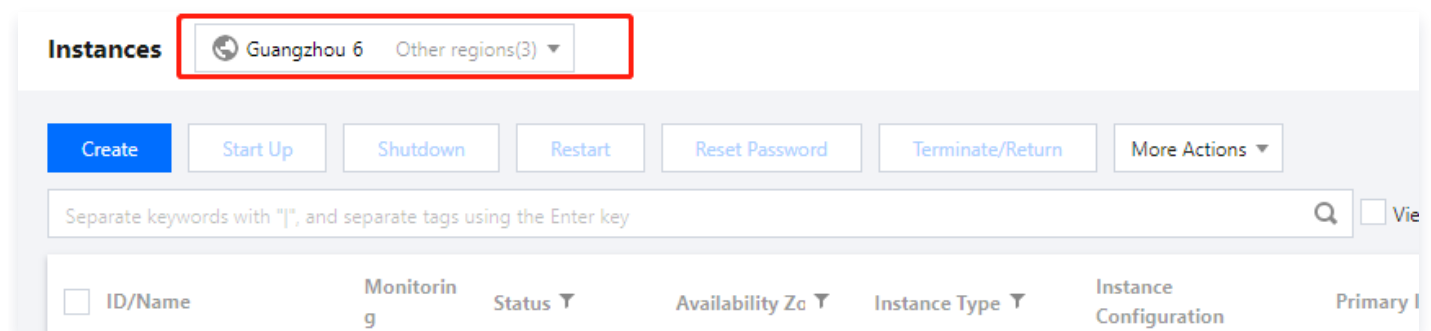 Instances Guangzhou 6 Other regions(3)
Create Start Up Shutdown Restart Reset Password Terminate/Return More Actions
Separate keywords with "|", and separate tags using the Enter key Vie
ID/Name Monitorin Status Availability Zo Instance Type Instance Primary
g Configuration